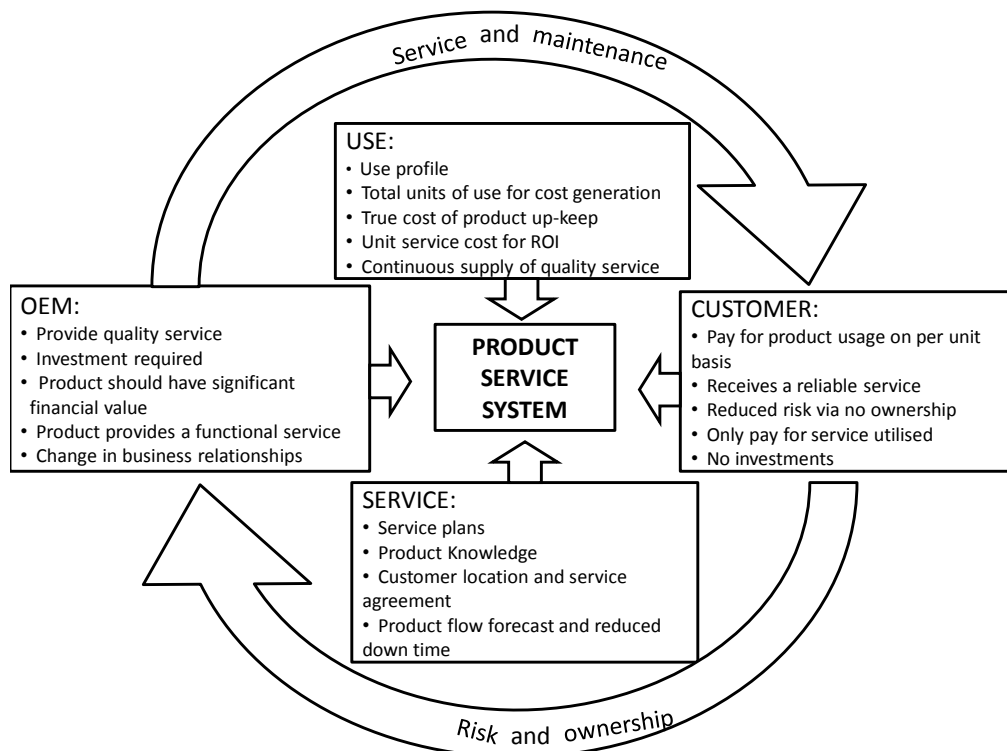 Service and maintenance
USE:
• Use profile
• Total units of use for cost generation
• True cost of product up-keep
• Unit service cost for ROI
• Continuous supply of quality service
OEM:
• Provide quality service
• Investment required
• Product should have significant
financial value
• Product provides a functional service
• Change in business relationships
PRODUCT
SERVICE
SYSTEM
CUSTOMER:
• Pay for product usage on per unit
basis
• Receives a reliable service
• Reduced risk via no ownership
• Only pay for service utilised
• No investments
SERVICE:
• Service plans
• Product Knowledge
• Customer location and service
agreement
• Product flow forecast and reduced
down time
Risk and ownership